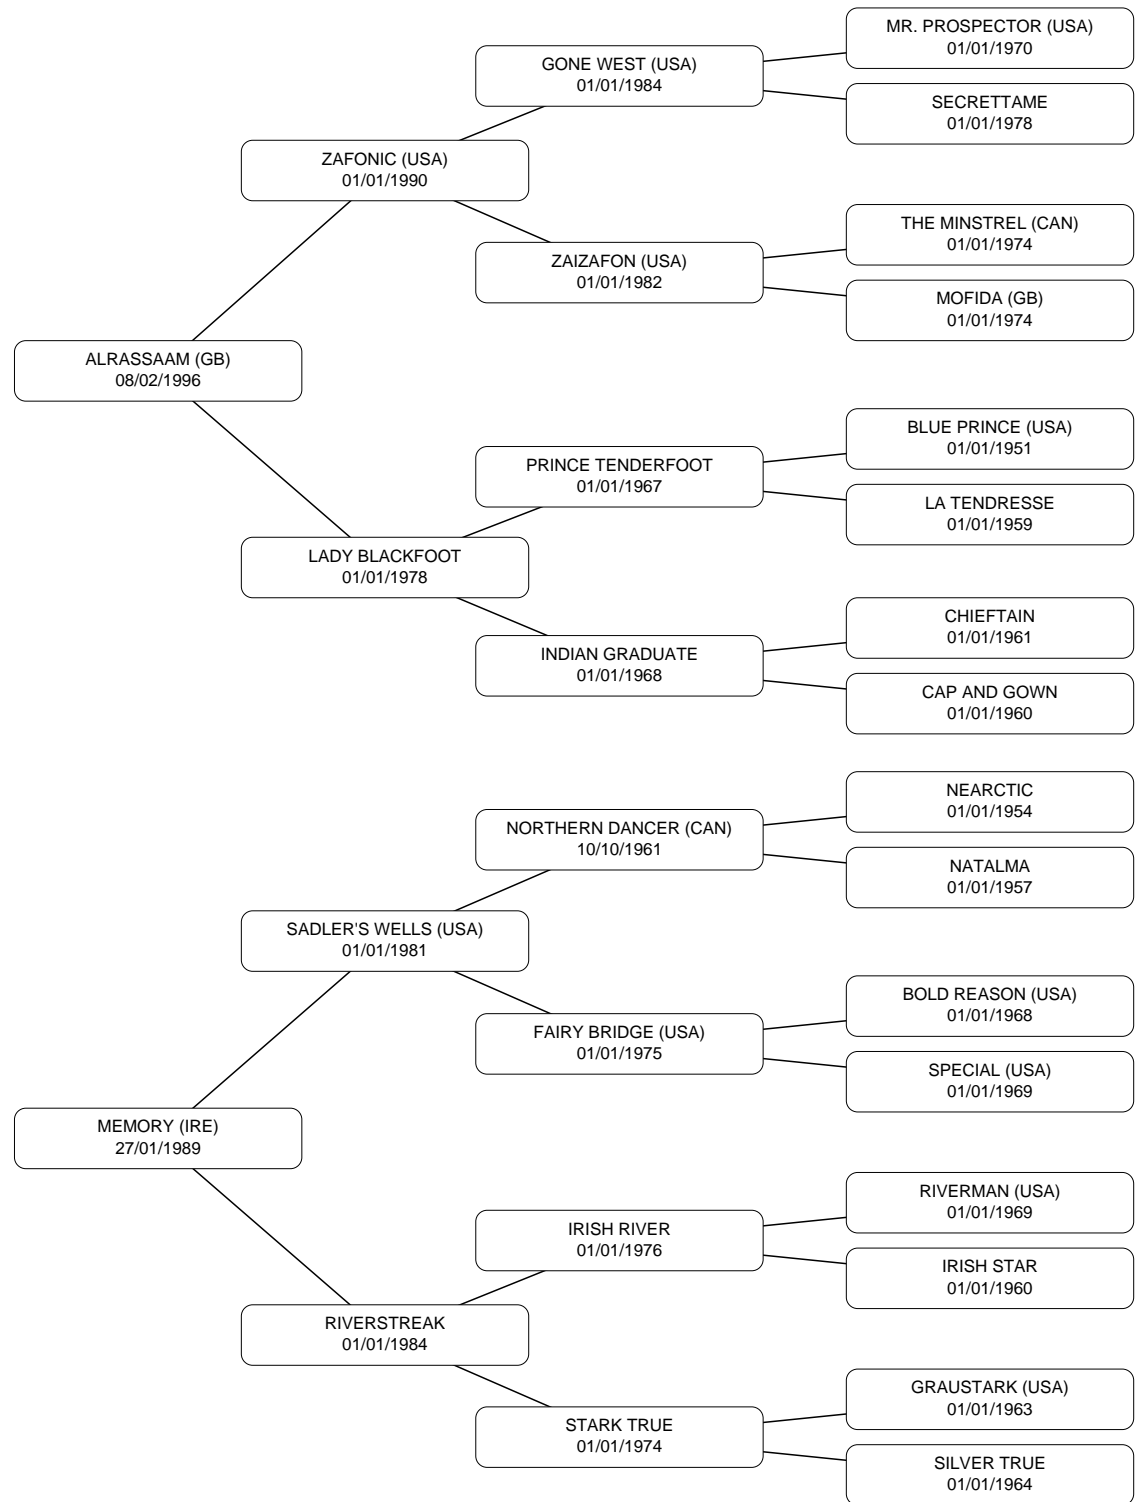 MR. PROSPECTOR (USA)
01/01/1970
GONE WEST (USA)
01/01/1984
SECRETTAME
01/01/1978
ZAFONIC (USA)
01/01/1990
THE MINSTREL (CAN)
01/01/1974
ZAIZAFON (USA)
01/01/1982
MOFIDA (GB)
01/01/1974
ALRASSAAM (GB)
08/02/1996
BLUE PRINCE (USA)
01/01/1951
PRINCE TENDERFOOT
01/01/1967
LA TENDRESSE
01/01/1959
LADY BLACKFOOT
01/01/1978
CHIEFTAIN
01/01/1961
INDIAN GRADUATE
01/01/1968
CAP AND GOWN
01/01/1960
NEARCTIC
01/01/1954
NORTHERN DANCER (CAN)
10/10/1961
NATALMA
01/01/1957
SADLER'S WELLS (USA)
01/01/1981
BOLD REASON (USA)
01/01/1968
FAIRY BRIDGE (USA)
01/01/1975
SPECIAL (USA)
01/01/1969
MEMORY (IRE)
27/01/1989
RIVERMAN (USA)
01/01/1969
IRISH RIVER
01/01/1976
IRISH STAR
01/01/1960
RIVERSTREAK
01/01/1984
GRAUSTARK (USA)
01/01/1963
STARK TRUE
01/01/1974
SILVER TRUE
01/01/1964